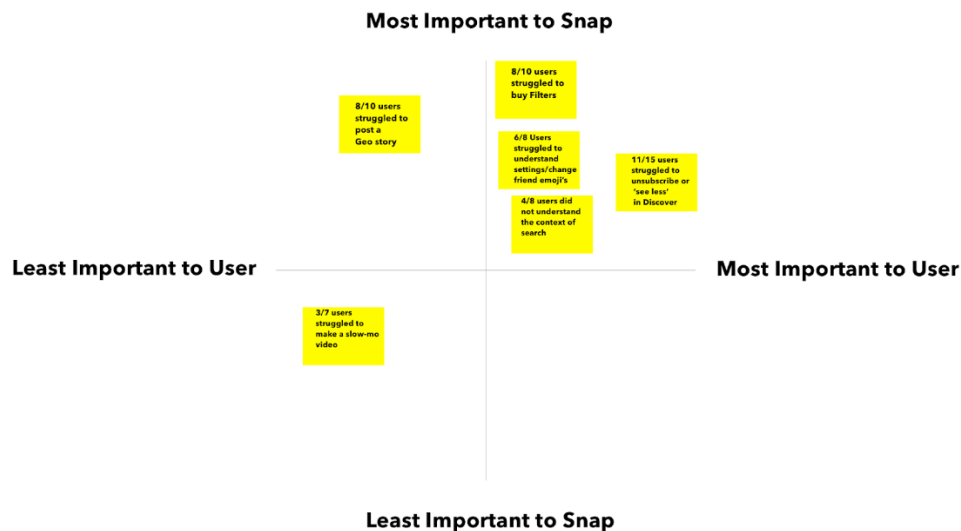 Most Important to Snap
8/10 users
struggled to
buy Filters
8/10 users
struggled to
post a
Geo story
6/8 Users
struggled to
understand
settings/change
friend emoji's
11/15 users
struggled to
unsubscribe or
'see less'
in Discover
4/8 users did
not understand
the context of
search
Least Important to User
Most Important to User
3/7 users
struggled to
make a slow-mo
video
Least Important to Snap